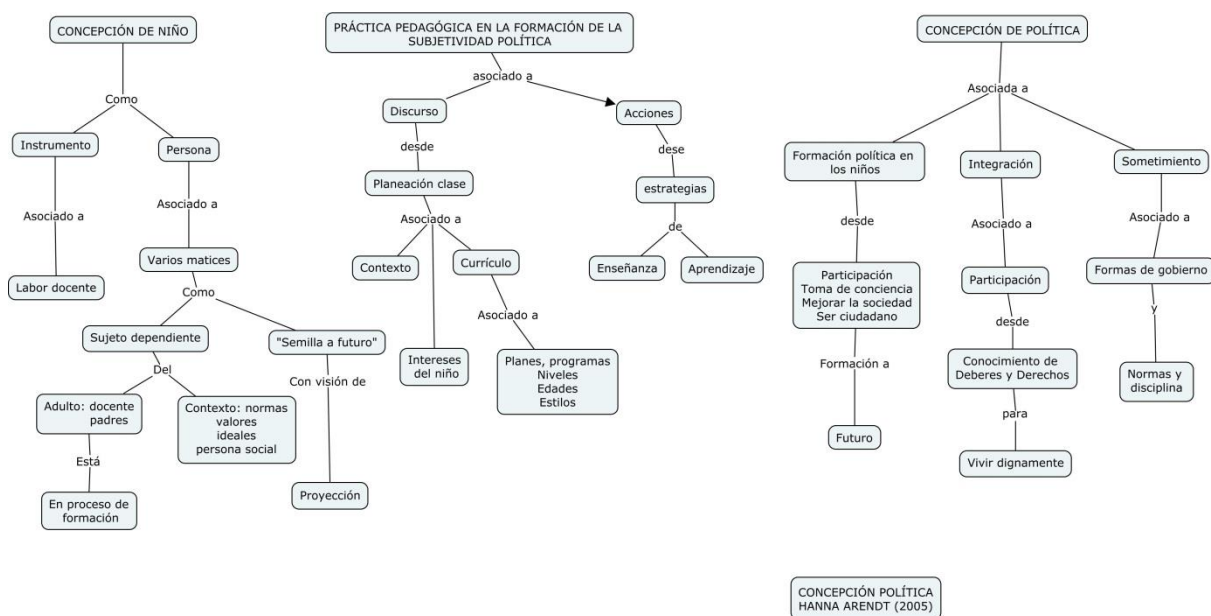 CONCEPCIÓN DE NIÑO
Como
Instrumento
Persona
Asociado a
Asociado a
Labor docente
Varios matices
Como
Sujeto dependiente
"Semilla a futuro"
Del
Con visión de
Adulto: docente
padres
Contexto: normas
valores
ideales
persona social
Está
En proceso de
formación
Proyección
PRÁCTICA PEDAGÓGICA EN LA FORMACIÓN DE LA
SUBJETIVIDAD POLÍTICA
asociado a
Discurso
Acciones
desde
dese
Planeación clase
estrategias
Asociado a
de
Contexto
Currículo
Enseñanza
Aprendizaje
Asociado a
Intereses
del niño
Planes, programas
Niveles
Edades
Estilos
CONCEPCIÓN DE POLÍTICA
Asociada a
Formación política en
los niños
Integración
Sometimiento
desde
Asociado a
Asociado a
Participación
Toma de conciencia
Mejorar la sociedad
Ser ciudadano
Participación
Formas de gobierno
Formación a
desde
y
Futuro
Conocimiento de
Deberes y Derechos
Normas y
disciplina
para
Vivir dignamente
CONCEPCIÓN POLÍTICA
HANNA ARENDT (2005)